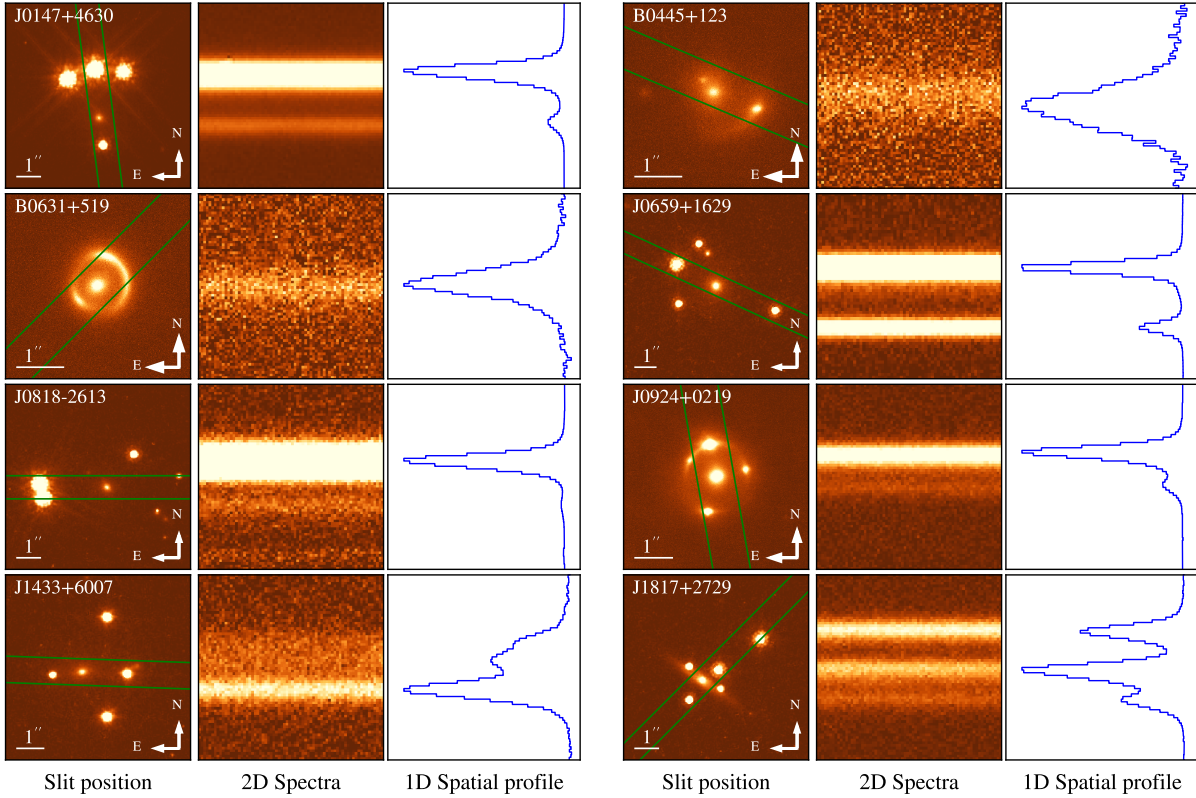 J0147+4630
N
E
1′′
B0445+123
N
E
1′′
B0631+519
N
E
1′′
J0659+1629
N
E
1′′
J0818-2613
N
E
1′′
J0924+0219
N
E
1′′
J1433+6007
N
E
1′′
J1817+2729
N
E
1′′
Slit position 2D Spectra 1D Spatial profile Slit position 2D Spectra 1D Spatial profile